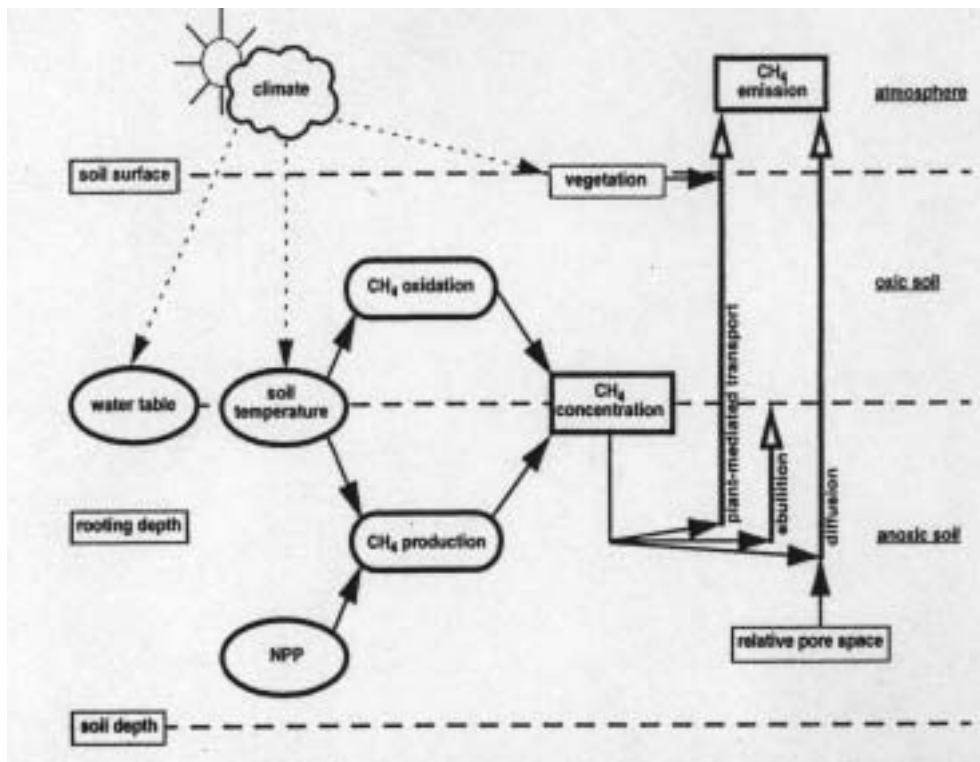 climate
CH₄
emission
atmosphere
soil surface
vegetation
CH₄ oxidation
oxic soil
water table
soil
temperature
CH₄
concentration
plant-mediated transport
ebullition
diffusion
rooting depth
CH₄ production
anoxic soil
NPP
relative pore space
soil depth